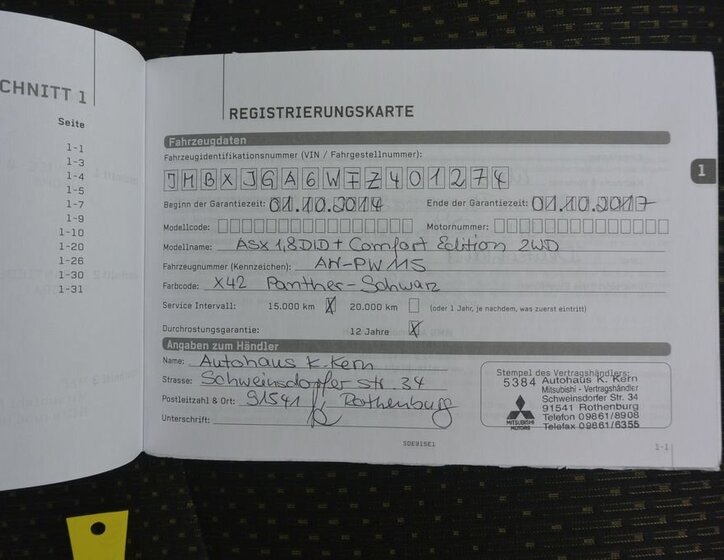 CHNITT 1
Seite
1-1
1-3
1-4
1-5
1-7
1-9
1-10
1-20
1-26
1-30
1-31
REGISTRIERUNGSKARTE
Fahrzeugdaten
Fahrzeugidentifikationsnummer (VIN / Fahrgestellnummer):
JMBXJGA6WFZ401274
Beginn der Garantiezeit: 01.10.2014 Ende der Garantiezeit: 01.10.2017
Modellcode: Motornummer:
Modellname: ASX 1,8 DID+ Comfort Edition 2WD
Fahrzeugnummer (Kennzeichen): AN-PW 115
Farbcode: X42 Panther-Schwarz
Service Intervall: 15.000 km X 20.000 km (oder 1 Jahr, je nachdem, was zuerst eintritt)
Durchrostungsgarantie: 12 Jahre X
Angaben zum Händler
Name: Autohaus K. Kern
Strasse: Schweinsdorfer Str. 34
Postleitzahl & Ort: 91541 Rothenburg
Unterschrift:
Stempel des Vertragshändlers:
5384 Autohaus K. Kern
Mitsubishi - Vertragshändler
Schweinsdorfer Str. 34
91541 Rothenburg
Telefon 09861/8908
Telefax 09861/6355
MITSUBISHI
MOTORS
SDE915E1
1-1
1